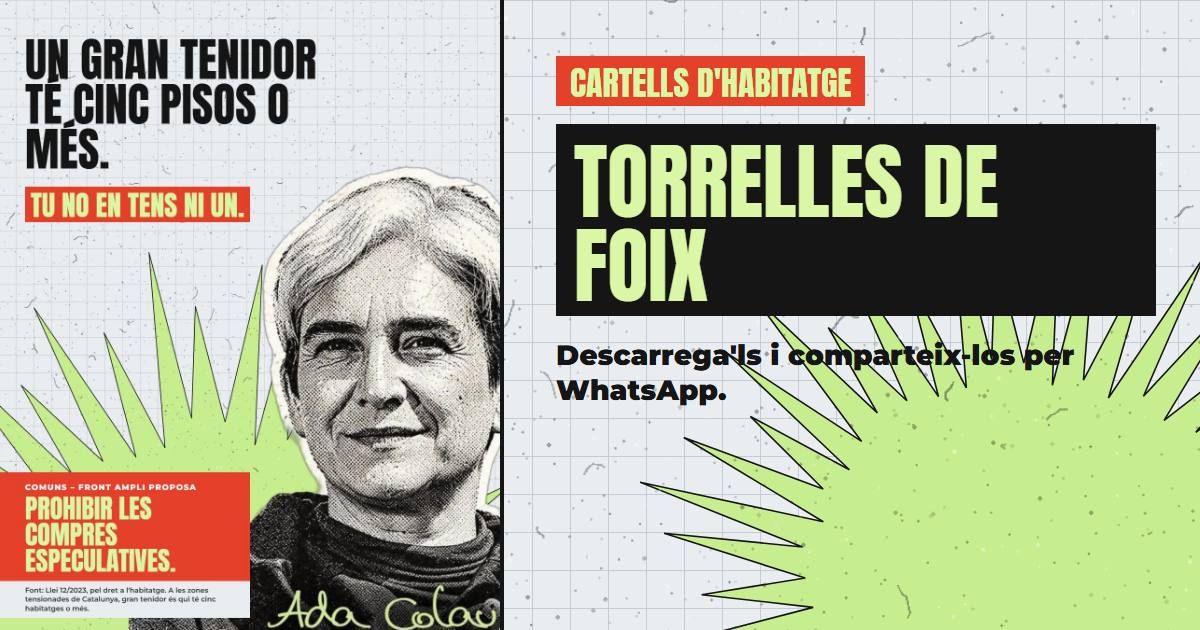 UN GRAN TENIDOR
TÉ CINC PISOS O
MÉS.
TU NO EN TENS NI UN.
COMUNS – FRONT AMPLI PROPOSA
PROHIBIR LES
COMPRES
ESPECULATIVES.
Font: Llei 12/2023, pel dret a l'habitatge. A les zones
tensionades de Catalunya, gran tenidor és qui té cinc
habitatges o més.
Ada Colau
CARTELLS D'HABITATGE
TORRELLES DE
FOIX
Descarrega'ls i comparteix-los per
WhatsApp.